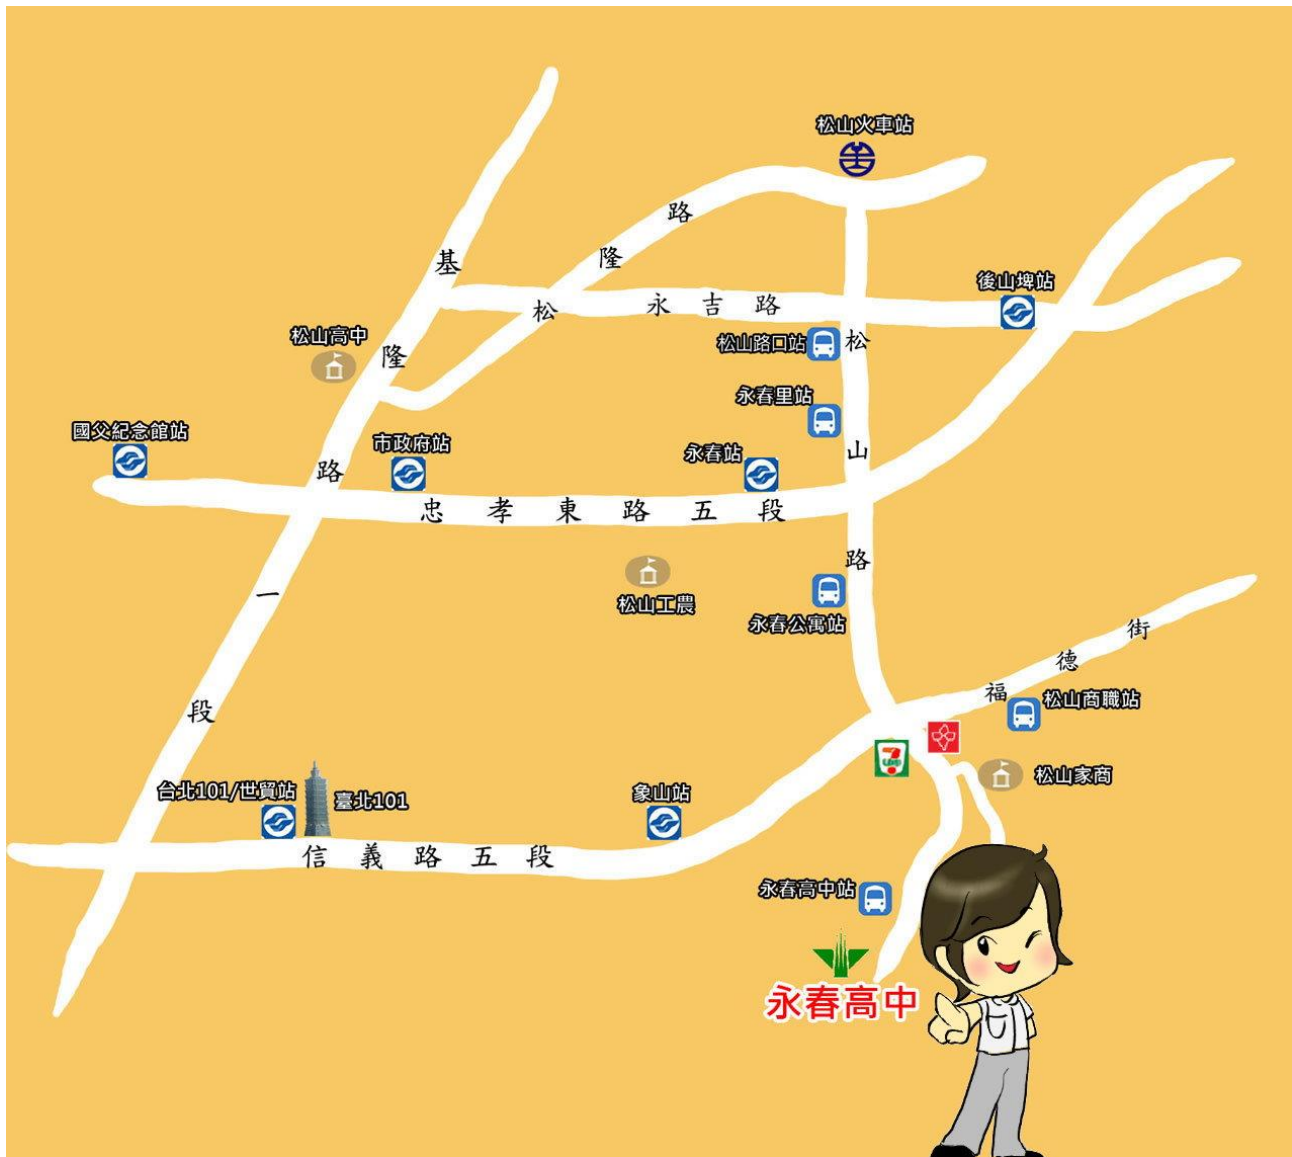 松山火車站
基隆路一段
松隆路
永吉路
後山埤站
松山高中
松山路口站
松山路
永春里站
國父紀念館站
市政府站
永春站
忠孝東路五段
松山工農
永春公寓站
福德街
松山商職站
台北101/世貿站
臺北101
象山站
松山家商
信義路五段
永春高中站
永春高中